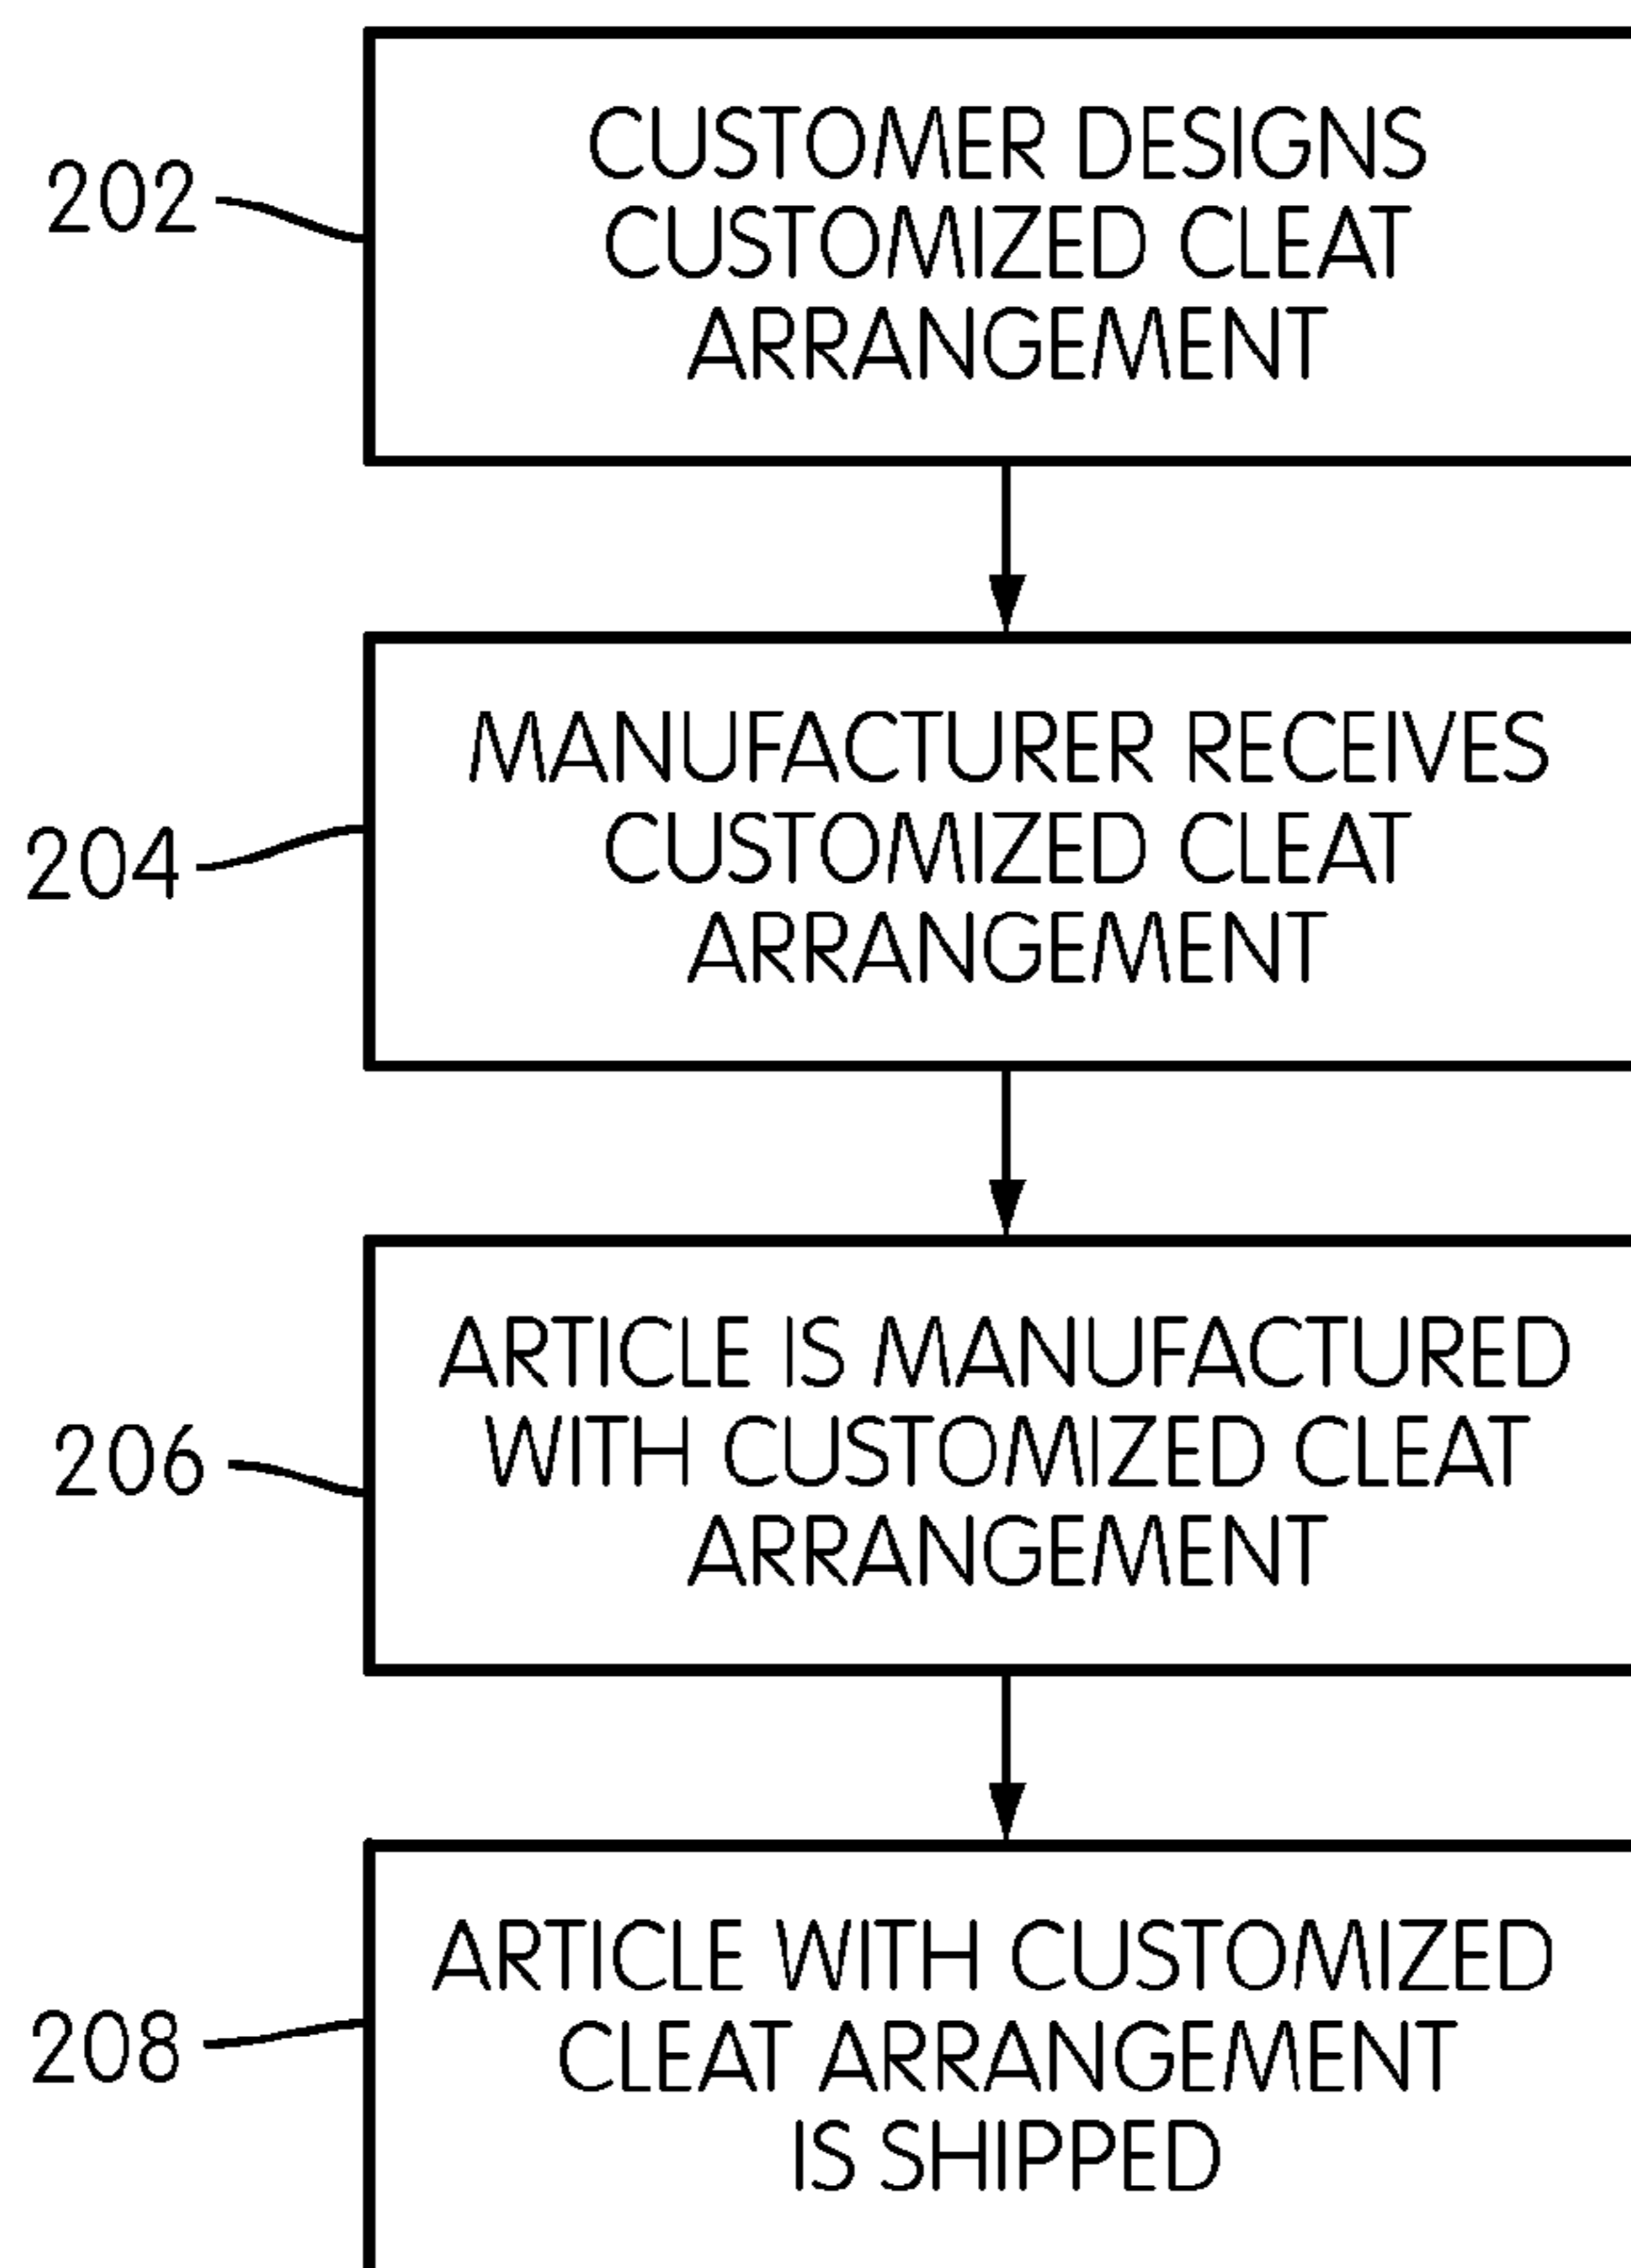 202
CUSTOMER DESIGNS
CUSTOMIZED CLEAT
ARRANGEMENT
204
MANUFACTURER RECEIVES
CUSTOMIZED CLEAT
ARRANGEMENT
206
ARTICLE IS MANUFACTURED
WITH CUSTOMIZED CLEAT
ARRANGEMENT
208
ARTICLE WITH CUSTOMIZED
CLEAT ARRANGEMENT
IS SHIPPED